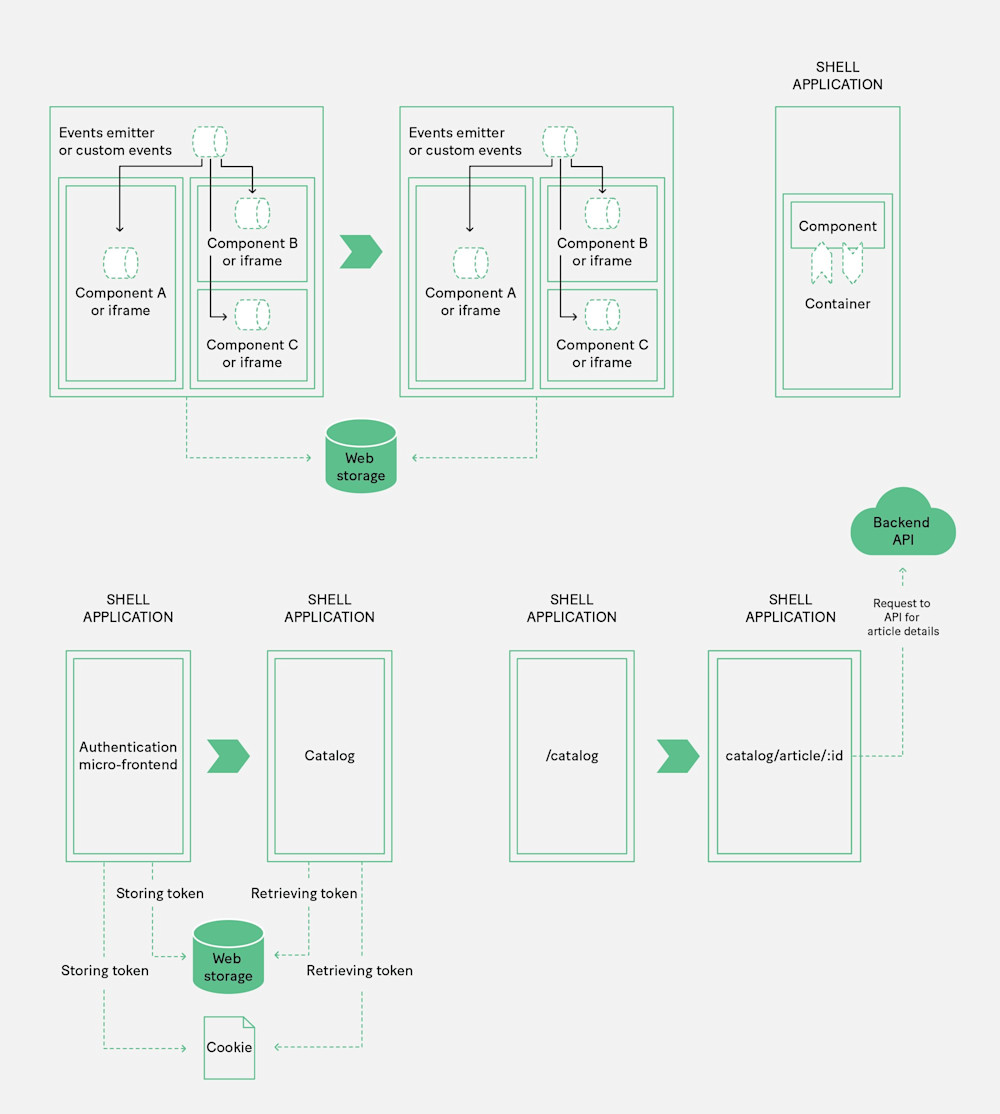 SHELL
APPLICATION
Events emitter
or custom events
Component A
or iframe
Component B
or iframe
Component C
or iframe
Events emitter
or custom events
Component A
or iframe
Component B
or iframe
Component C
or iframe
Component
Container
Web
storage
Backend
API
Request to
API for
article details
SHELL
APPLICATION
Authentication
micro-frontend
SHELL
APPLICATION
Catalog
SHELL
APPLICATION
/catalog
SHELL
APPLICATION
catalog/article/:id
Storing token
Retrieving token
Web
storage
Storing token
Retrieving token
Cookie